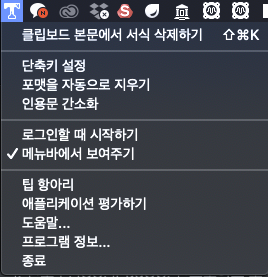 클립보드 본문에서 서식 삭제하기 ⇧⌘K
단축키 설정
포맷을 자동으로 지우기
인용문 간소화
로그인할 때 시작하기
✓ 메뉴바에서 보여주기
팁 항아리
애플리케이션 평가하기
도움말...
프로그램 정보...
종료